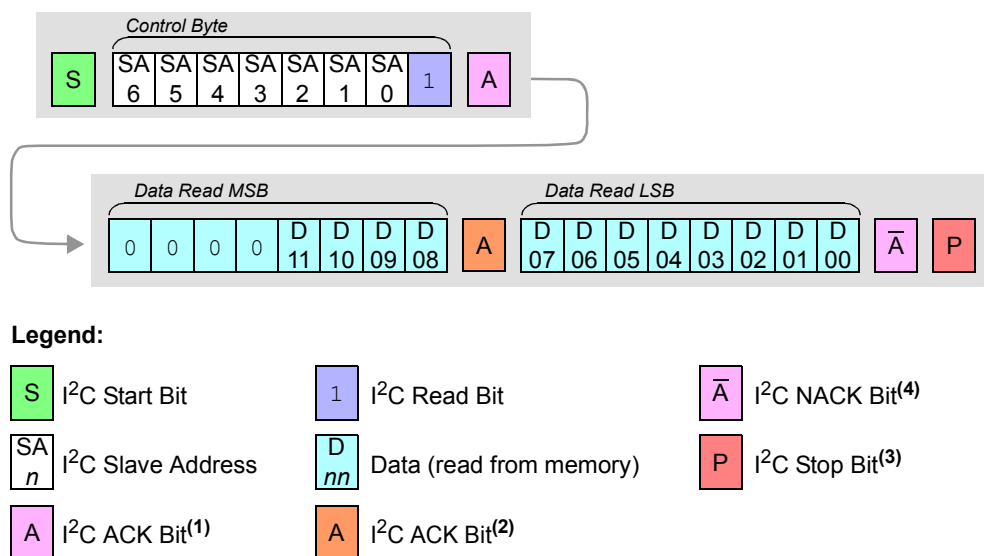 Control Byte
S SA 6 SA 5 SA 4 SA 3 SA 2 SA 1 SA 0 1 A
Data Read MSB Data Read LSB
0 0 0 0 D 11 D 10 D 09 D 08 A D 07 D 06 D 05 D 04 D 03 D 02 D 01 D 00 A̅ P
Legend:
S I²C Start Bit 1 I²C Read Bit A̅ I²C NACK Bit(4)
SA n I²C Slave Address D nn Data (read from memory) P I²C Stop Bit(3)
A I²C ACK Bit(1) A I²C ACK Bit(2)